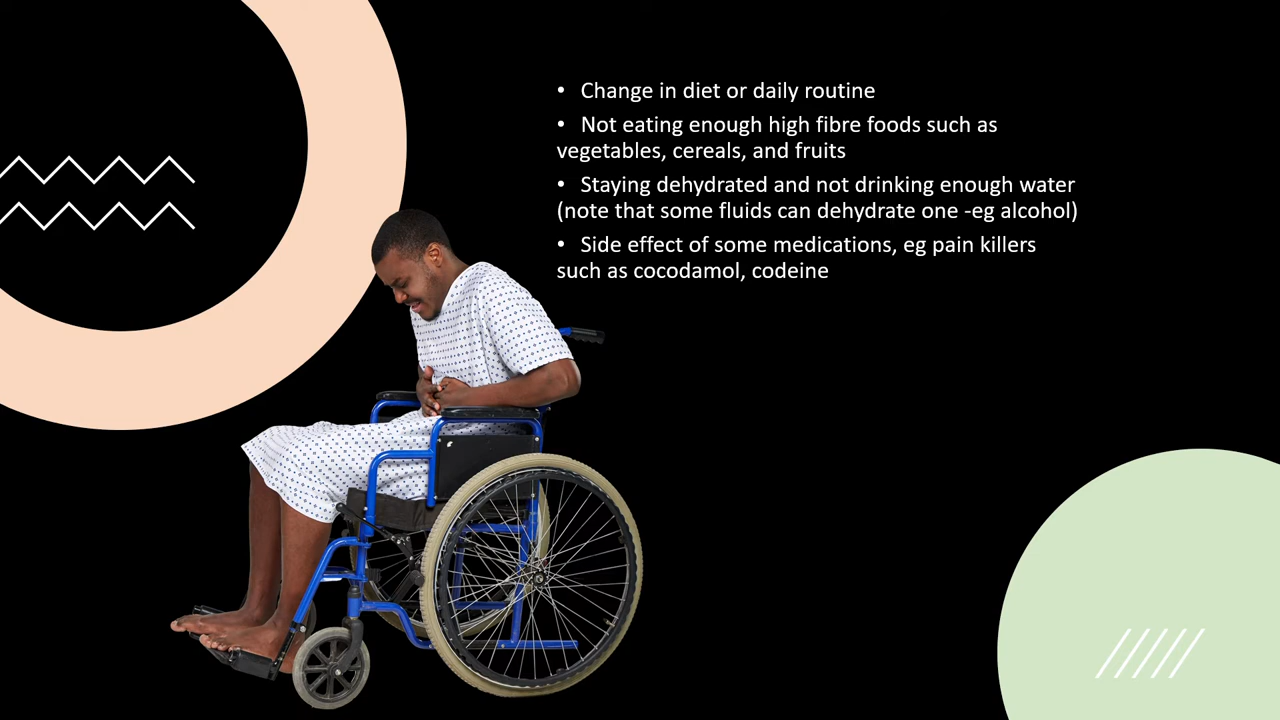 • Change in diet or daily routine
• Not eating enough high fibre foods such as
vegetables, cereals, and fruits
• Staying dehydrated and not drinking enough water
(note that some fluids can dehydrate one -eg alcohol)
• Side effect of some medications, eg pain killers
such as cocodamol, codeine